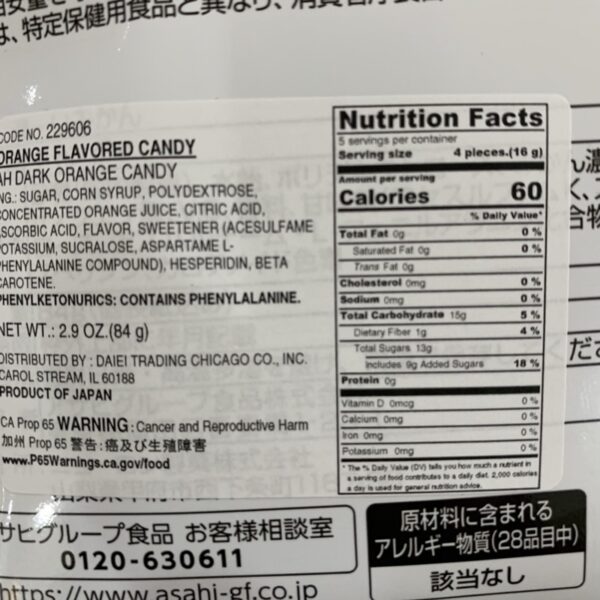 は、特定保健用食品と異なり、消費者庁
CODE NO. 229606
ORANGE FLAVORED CANDY
AH DARK ORANGE CANDY
NG.: SUGAR, CORN SYRUP, POLYDEXTROSE,
CONCENTRATED ORANGE JUICE, CITRIC ACID,
ASCORBIC ACID, FLAVOR, SWEETENER (ACESULFAME
POTASSIUM, SUCRALOSE, ASPARTAME L-
PHENYLALANINE COMPOUND), HESPERIDIN, BETA
CAROTENE.
PHENYLKETONURICS: CONTAINS PHENYLALANINE.
NET WT.: 2.9 OZ.(84 g)
DISTRIBUTED BY : DAIEI TRADING CHICAGO CO., INC.
CAROL STREAM, IL 60188
PRODUCT OF JAPAN
CA Prop 65 WARNING : Cancer and Reproductive Harm
加州 Prop 65 警告 : 癌及び生殖障害
www.P65Warnings.ca.gov/food
Nutrition Facts
5 servings per container
Serving size 4 pieces.(16 g)
Amount per serving
Calories 60
% Daily Value*
Total Fat 0g 0 %
Saturated Fat 0g 0 %
Trans Fat 0g
Cholesterol 0mg 0 %
Sodium 0mg 0 %
Total Carbohydrate 15g 5 %
Dietary Fiber 1g 4 %
Total Sugars 13g
Includes 9g Added Sugars 18 %
Protein 0g
Vitamin D 0mcg 0 %
Calcium 0mg 0 %
Iron 0mg 0 %
Potassium 0mg 0 %
* The % Daily Value (DV) tells you how much a nutrient in
a serving of food contributes to a daily diet. 2,000 calories
a day is used for general nutrition advice.
ん濃
合物
ださ
サヒグループ食品 お客様相談室
0120-630611
https://www.asahi-gf.co.jp
原材料に含まれる
アレルギー物質(28品目中)
該当なし